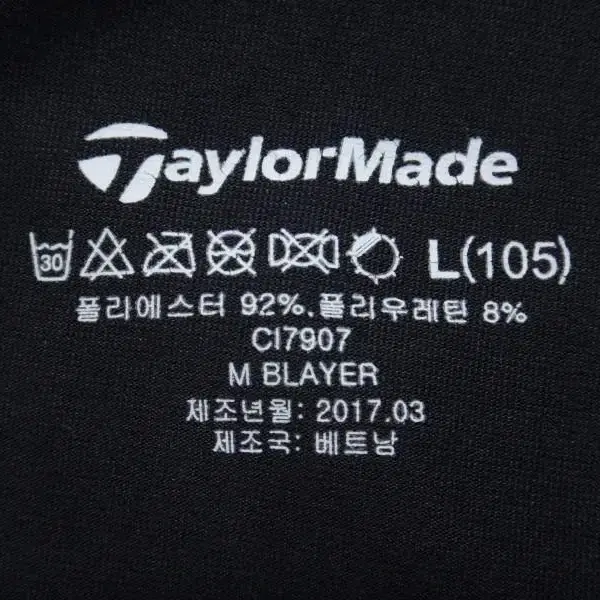 TaylorMade
30 L(105)
폴리에스터 92%.폴리우레탄 8%
CI7907
M BLAYER
제조년월: 2017.03
제조국: 베트남